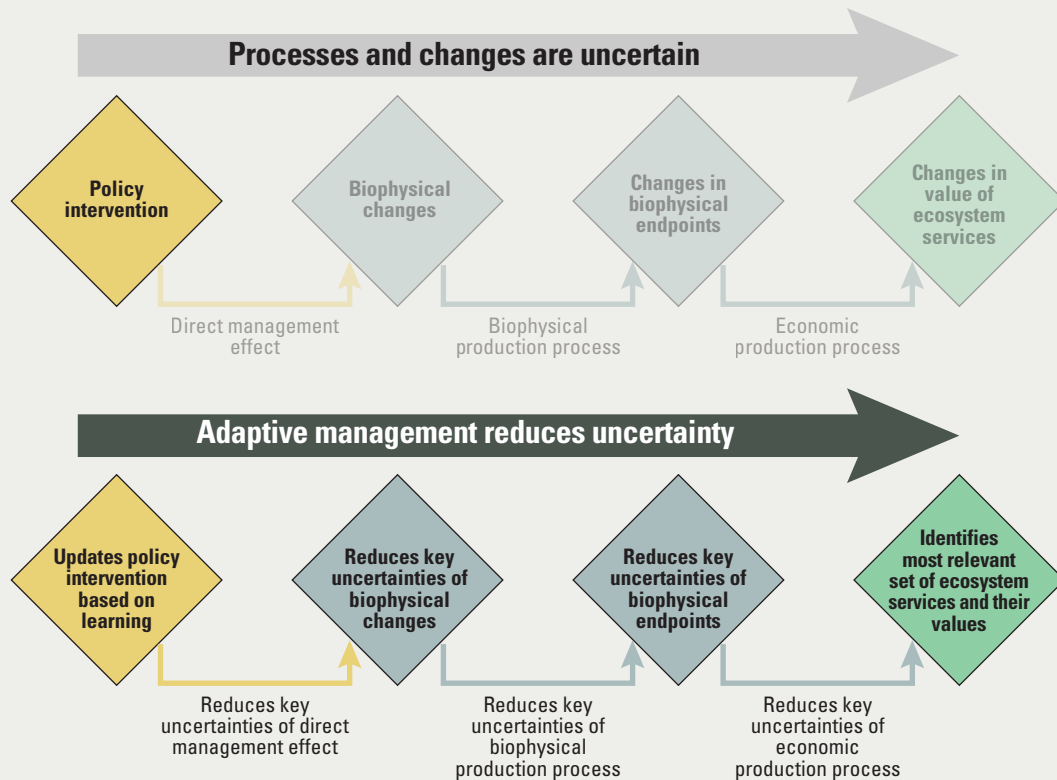 Processes and changes are uncertain
Policy
intervention
Biophysical
changes
Changes in
biophysical
endpoints
Changes in
value of
ecosystem
services
Direct management
effect
Biophysical
production process
Economic
production process
Adaptive management reduces uncertainty
Updates policy
intervention
based on
learning
Reduces key
uncertainties of
biophysical
changes
Reduces key
uncertainties of
biophysical
endpoints
Identifies
most relevant
set of ecosystem
services and their
values
Reduces key
uncertainties of direct
management effect
Reduces key
uncertainties of
biophysical
production process
Reduces key
uncertainties of
economic
production process